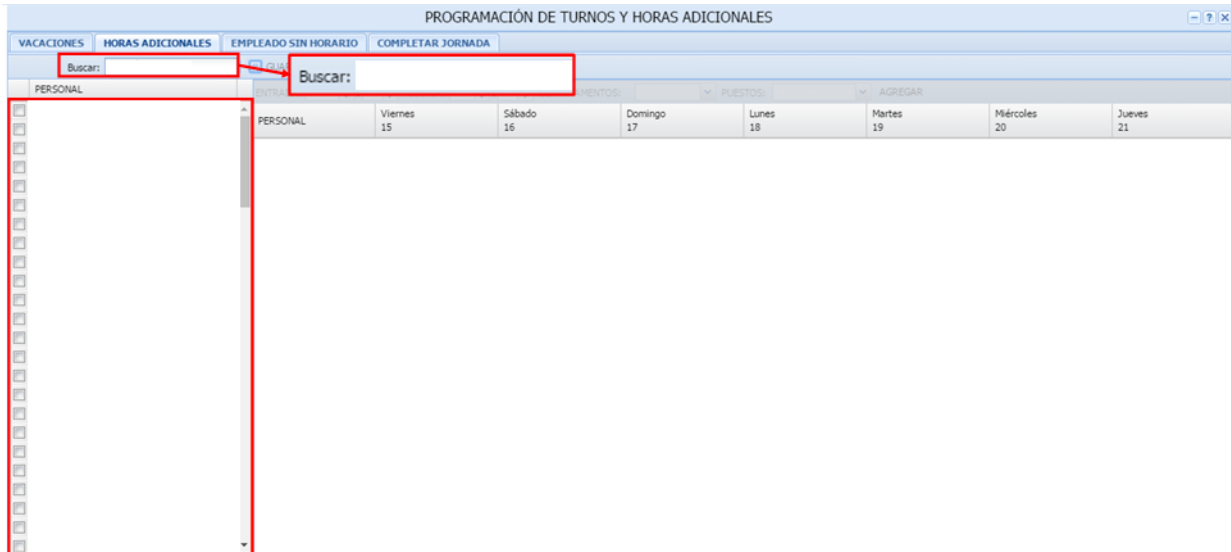 PROGRAMACIÓN DE TURNOS Y HORAS ADICIONALES
VACACIONES HORAS ADICIONALES EMPLEADO SIN HORARIO COMPLETAR JORNADA
Buscar:
Buscar:
PERSONAL
PUESTOS: AGREGAR
PERSONAL Viernes Sábado Domingo Lunes Martes Miércoles Jueves
15 16 17 18 19 20 21